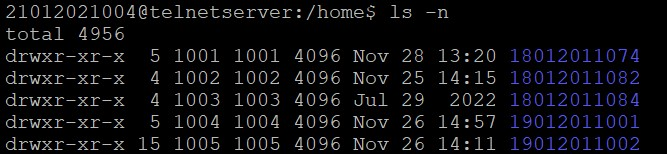 21012021004@telnetserver:/home$ ls -n
total 4956
drwxr-xr-x  5 1001 1001 4096 Nov 28 13:20 18012011074
drwxr-xr-x  4 1002 1002 4096 Nov 25 14:15 18012011082
drwxr-xr-x  4 1003 1003 4096 Jul 29  2022 18012011084
drwxr-xr-x  5 1004 1004 4096 Nov 26 14:57 19012011001
drwxr-xr-x 15 1005 1005 4096 Nov 26 14:11 19012011002